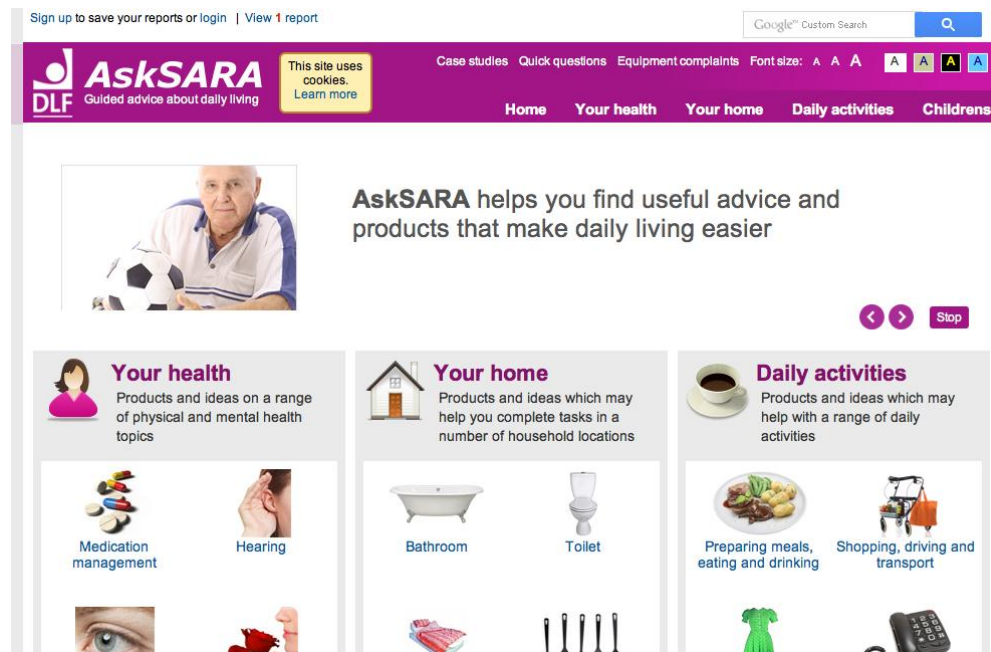 Sign up to save your reports or login | View 1 report
Google™ Custom Search
DLF
AskSARA
Guided advice about daily living
This site uses
cookies.
Learn more
Case studies Quick questions Equipment complaints Font size: A A A A A A A
Home Your health Your home Daily activities Childrens
AskSARA helps you find useful advice and
products that make daily living easier
Stop
Your health
Products and ideas on a range
of physical and mental health
topics
Medication
management
Hearing
Your home
Products and ideas which may
help you complete tasks in a
number of household locations
Bathroom
Toilet
Daily activities
Products and ideas which may
help with a range of daily
activities
Preparing meals,
eating and drinking
Shopping, driving and
transport